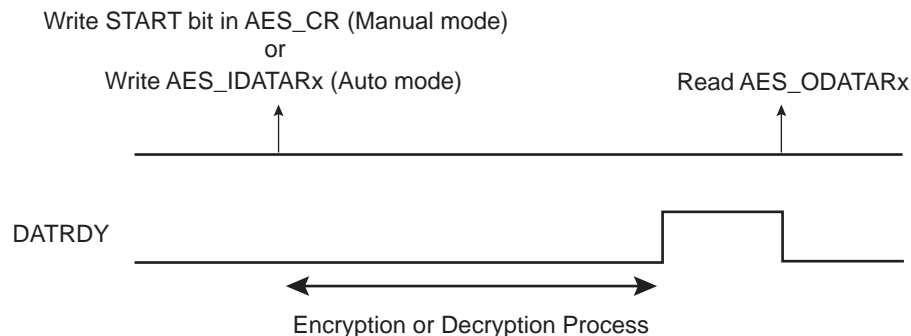 Write START bit in AES_CR (Manual mode)
or
Write AES_IDATARx (Auto mode)
Read AES_ODATARx
DATRDY
Encryption or Decryption Process